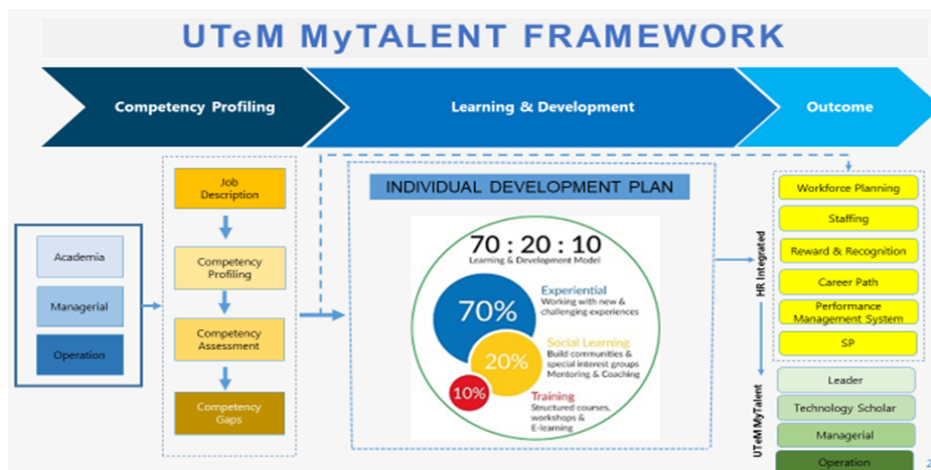 UTeM MyTALENT FRAMEWORK
Competency Profiling
Learning & Development
Outcome
Academia
Managerial
Operation
Job
Description
Competency
Profiling
Competency
Assessment
Competency
Gaps
INDIVIDUAL DEVELOPMENT PLAN
70 : 20 : 10
Learning & Development Model
70%
Experiential
Working with new &
challenging experiences
20%
Social Learning
Build communities &
special interest groups
Mentoring & Coaching
10%
Training
Structured courses,
workshops &
E-learning
HR Integrated
UTeM MyTalent
Workforce Planning
Staffing
Reward & Recognition
Career Path
Performance
Management System
SP
Leader
Technology Scholar
Managerial
Operation
2